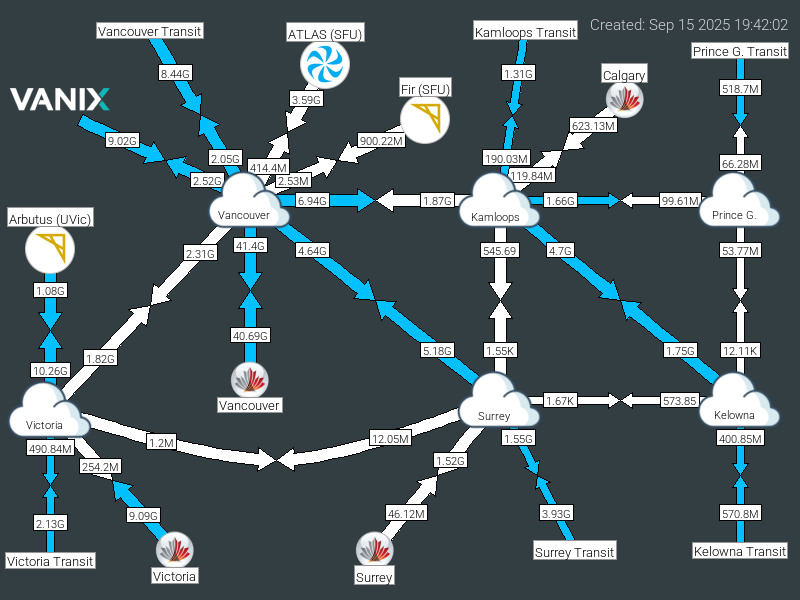 Created: Sep 15 2025 19:42:02
Vancouver Transit
ATLAS (SFU)
Kamloops Transit
Prince G. Transit
8.44G
1.31G
Calgary
Fir (SFU)
518.7M
VANIX
3.59G
623.13M
9.02G
900.22M
2.05G
190.03M
66.28M
414.4M
119.84M
2.52G
2.53M
6.94G
1.87G
1.66G
99.61M
Vancouver
Kamloops
Prince G.
Arbutus (UVic)
2.31G
41.4G
4.64G
545.69
4.7G
53.77M
1.08G
40.69G
1.82G
5.18G
1.55K
1.75G
12.11K
10.26G
Vancouver
1.67K
573.85
Victoria
Surrey
Kelowna
490.84M
1.2M
12.05M
1.55G
400.85M
254.2M
1.52G
2.13G
9.09G
46.12M
3.93G
570.8M
Victoria Transit
Victoria
Surrey
Surrey Transit
Kelowna Transit